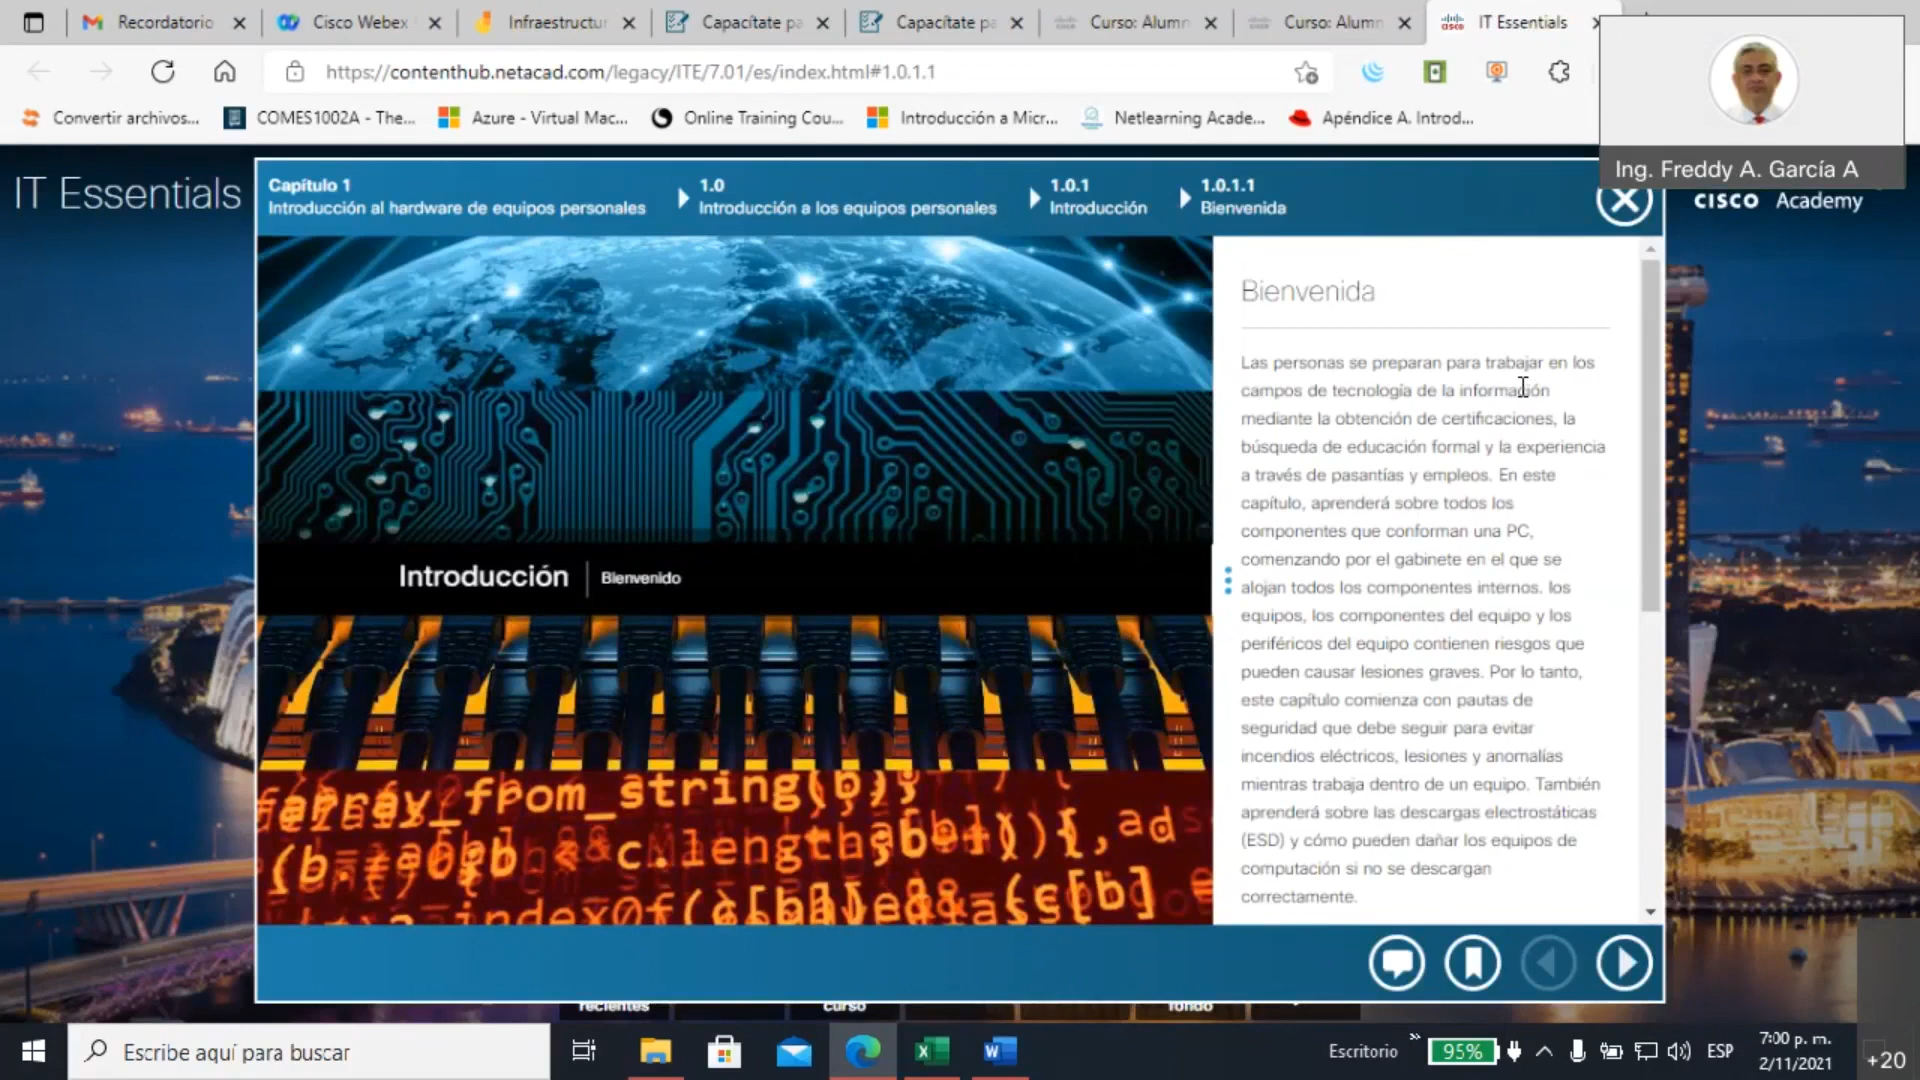 Recordatorio
Cisco Webex
Infraestructur
Capacítate pa
Capacítate pa
Curso: Alumn
Curso: Alumn
IT Essentials
https://contenthub.netacad.com/legacy/ITE/7.01/es/index.html#1.0.1.1
Convertir archivos...
COMES1002A - The...
Azure - Virtual Mac...
Online Training Cou...
Introducción a Micr...
Netlearning Acade...
Apéndice A. Introd...
Ing. Freddy A. García A
IT Essentials
Capítulo 1
Introducción al hardware de equipos personales
1.0
Introducción a los equipos personales
1.0.1
Introducción
1.0.1.1
Bienvenida
CISCO Academy
Introducción
Bienvenido
array_from_string(b);
Bienvenida
Las personas se preparan para trabajar en los
campos de tecnología de la información
mediante la obtención de certificaciones, la
búsqueda de educación formal y la experiencia
a través de pasantías y empleos. En este
capítulo, aprenderá sobre todos los
componentes que conforman una PC,
comenzando por el gabinete en el que se
alojan todos los componentes internos. los
equipos, los componentes del equipo y los
periféricos del equipo contienen riesgos que
pueden causar lesiones graves. Por lo tanto,
este capítulo comienza con pautas de
seguridad que debe seguir para evitar
incendios eléctricos, lesiones y anomalías
mientras trabaja dentro de un equipo. También
aprenderá sobre las descargas electrostáticas
(ESD) y cómo pueden dañar los equipos de
computación si no se descargan
correctamente.
recientes
curso
fondo
Escribe aquí para buscar
Escritorio
95%
ESP
7:00 p. m.
2/11/2021
+20